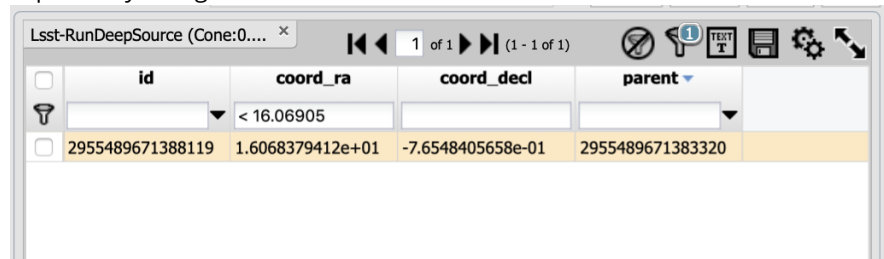 Lsst-RunDeepSource (Cone:0.... ×
1 of 1 (1 - 1 of 1)
1
TEXT
T
id coord_ra coord_decl parent
< 16.06905
2955489671388119 1.6068379412e+01 -7.6548405658e-01 2955489671383320